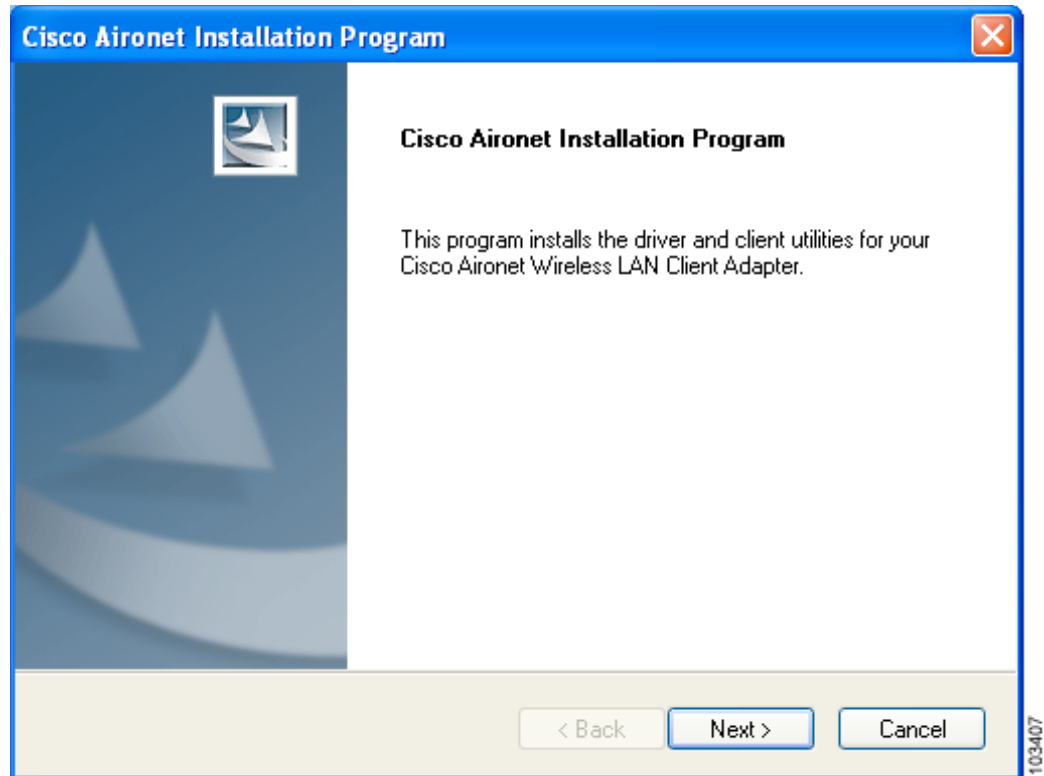 Cisco Aironet Installation Program
Cisco Aironet Installation Program
This program installs the driver and client utilities for your
Cisco Aironet Wireless LAN Client Adapter.
< Back
Next >
Cancel
103407